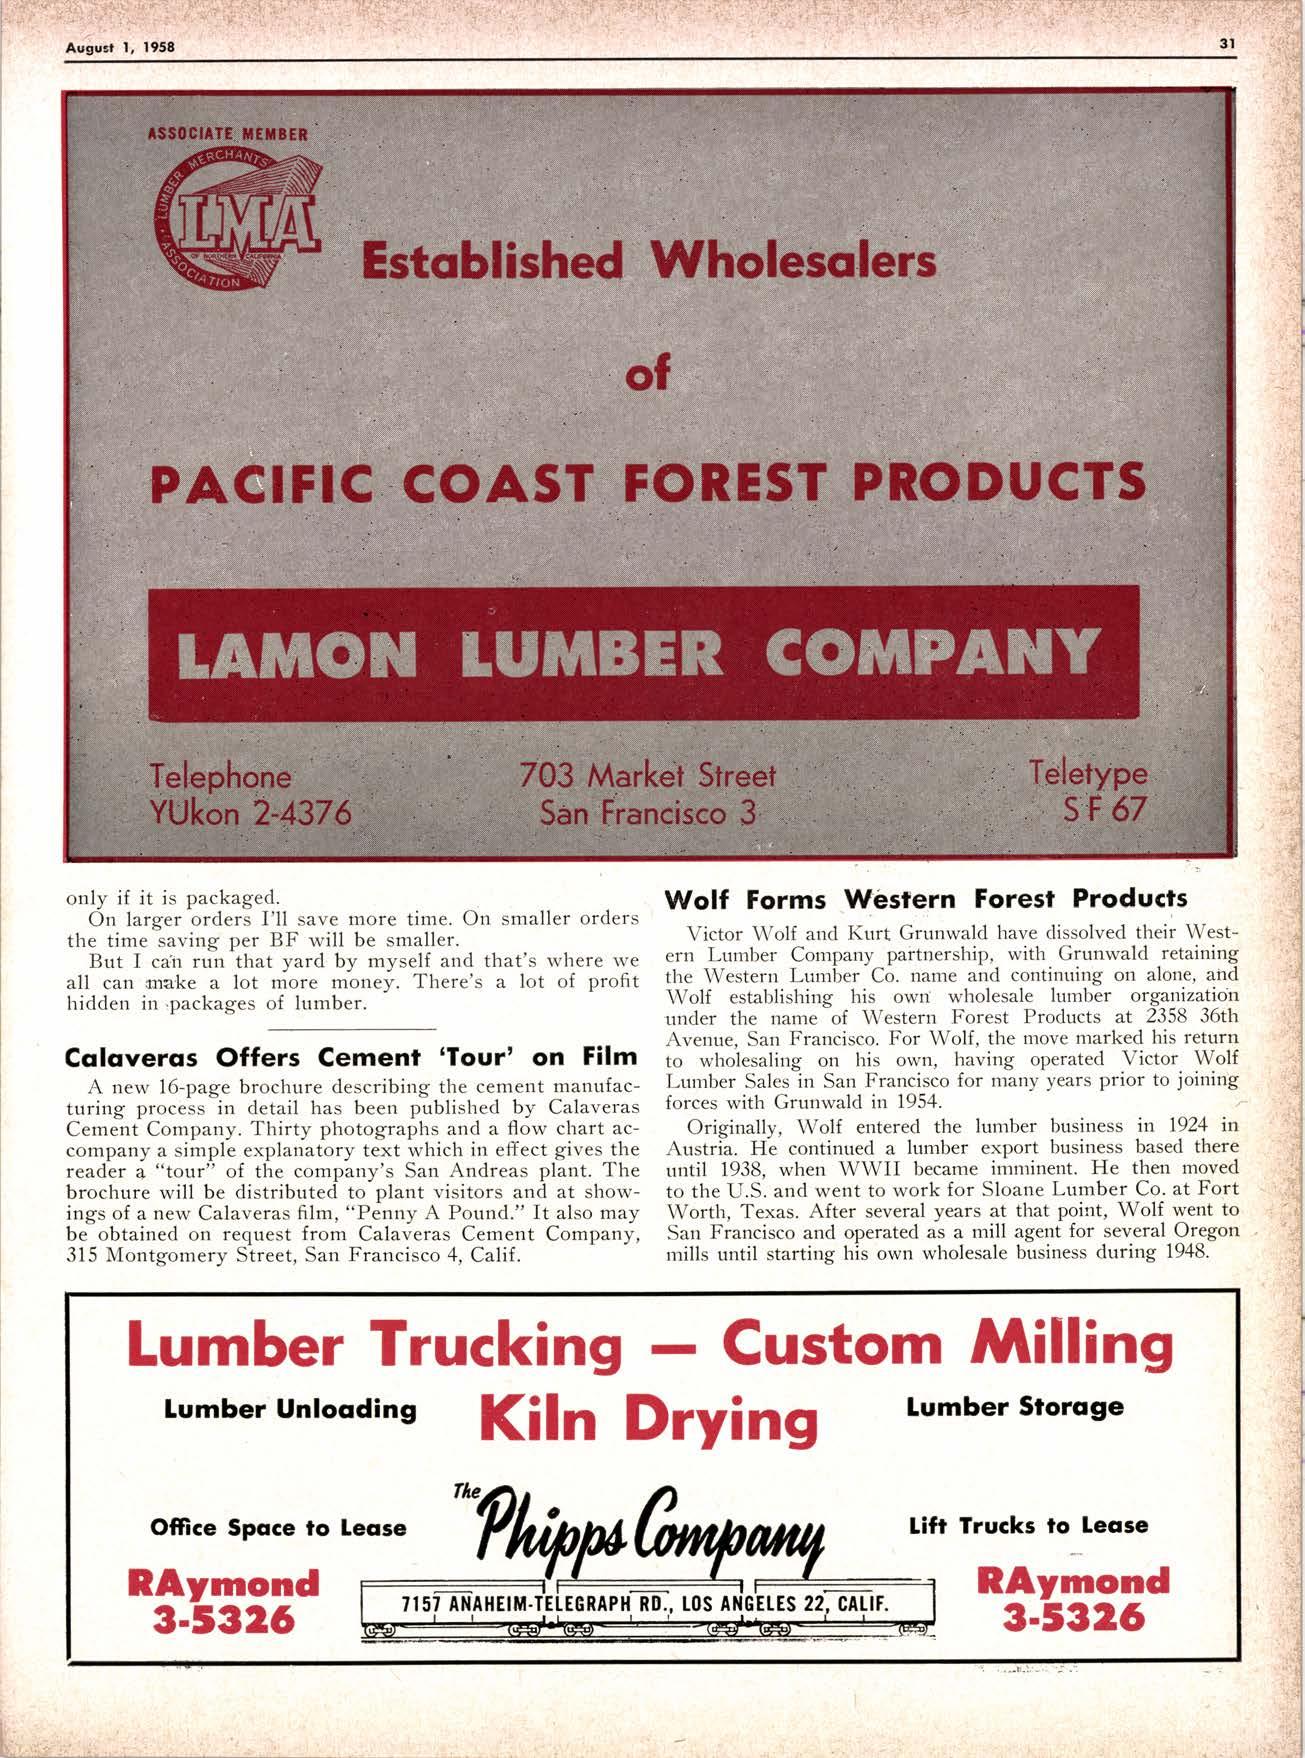 August 1, 1958
31
ASSOCIATE MEMBER
LUMBER MERCHANTS
LMA
OF NORTHERN CALIFORNIA
ASSOCIATION
Established Wholesalers
of
PACIFIC COAST FOREST PRODUCTS
LAMON LUMBER COMPANY
Telephone
YUkon 2-4376
703 Market Street
San Francisco 3
Teletype
SF 67
only if it is packaged.
On larger orders I'll save more time. On smaller orders
the time saving per BF will be smaller.
But I can run that yard by myself and that's where we
all can make a lot more money. There's a lot of profit
hidden in packages of lumber.
Calaveras Offers Cement 'Tour' on Film
A new 16-page brochure describing the cement manufac-
turing process in detail has been published by Calaveras
Cement Company. Thirty photographs and a flow chart ac-
company a simple explanatory text which in effect gives the
reader a "tour" of the company's San Andreas plant. The
brochure will be distributed to plant visitors and at show-
ings of a new Calaveras film, "Penny A Pound." It also may
be obtained on request from Calaveras Cement Company,
315 Montgomery Street, San Francisco 4, Calif.
Wolf Forms Western Forest Products
Victor Wolf and Kurt Grunwald have dissolved their West-
ern Lumber Company partnership, with Grunwald retaining
the Western Lumber Co. name and continuing on alone, and
Wolf establishing his own wholesale lumber organization
under the name of Western Forest Products at 2358 36th
Avenue, San Francisco. For Wolf, the move marked his return
to wholesaling on his own, having operated Victor Wolf
Lumber Sales in San Francisco for many years prior to joining
forces with Grunwald in 1954.
Originally, Wolf entered the lumber business in 1924 in
Austria. He continued a lumber export business based there
until 1938, when WWII became imminent. He then moved
to the U.S. and went to work for Sloane Lumber Co. at Fort
Worth, Texas. After several years at that point, Wolf went to
San Francisco and operated as a mill agent for several Oregon
mills until starting his own wholesale business during 1948.
Lumber Trucking — Custom Milling
Lumber Unloading
Kiln Drying
Lumber Storage
Office Space to Lease
The Phipps Company
Lift Trucks to Lease
RAymond
3-5326
7157 ANAHEIM-TELEGRAPH RD., LOS ANGELES 22, CALIF.
RAymond
3-5326